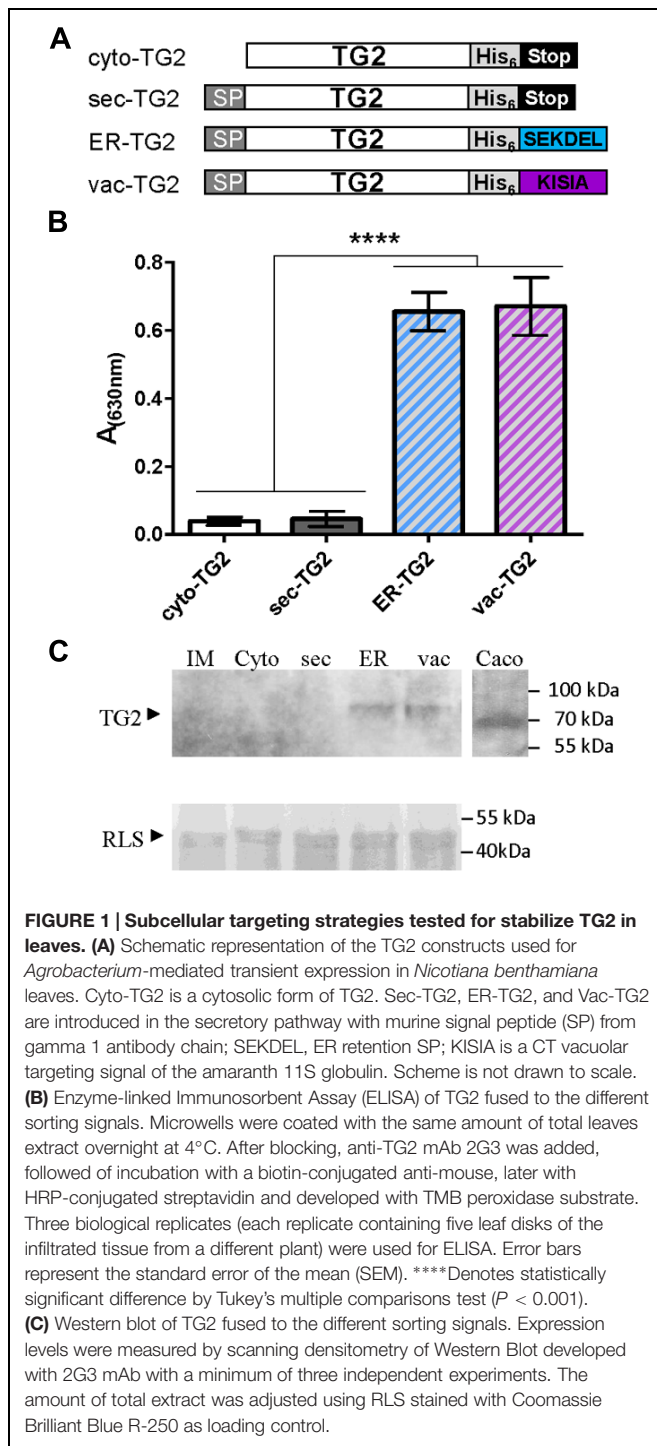 A
cyto-TG2 TG2 His6 Stop
sec-TG2 SP TG2 His6 Stop
ER-TG2 SP TG2 His6 SEKDEL
vac-TG2 SP TG2 His6 KISIA
B
****
0.8
0.6
0.4
0.2
0.0
A(630nm)
cyto-TG2
sec-TG2
ER-TG2
vac-TG2
C
IM Cyto sec ER vac Caco
TG2
100 kDa
70 kDa
55 kDa
RLS
55 kDa
40kDa
FIGURE 1 | Subcellular targeting strategies tested for stabilize TG2 in
leaves. (A) Schematic representation of the TG2 constructs used for
Agrobacterium-mediated transient expression in Nicotiana benthamiana
leaves. Cyto-TG2 is a cytosolic form of TG2. Sec-TG2, ER-TG2, and Vac-TG2
are introduced in the secretory pathway with murine signal peptide (SP) from
gamma 1 antibody chain; SEKDEL, ER retention SP; KISIA is a CT vacuolar
targeting signal of the amaranth 11S globulin. Scheme is not drawn to scale.
(B) Enzyme-linked Immunosorbent Assay (ELISA) of TG2 fused to the different
sorting signals. Microwells were coated with the same amount of total leaves
extract overnight at 4°C. After blocking, anti-TG2 mAb 2G3 was added,
followed of incubation with a biotin-conjugated anti-mouse, later with
HRP-conjugated streptavidin and developed with TMB peroxidase substrate.
Three biological replicates (each replicate containing five leaf disks of the
infiltrated tissue from a different plant) were used for ELISA. Error bars
represent the standard error of the mean (SEM). ****Denotes statistically
significant difference by Tukey's multiple comparisons test (P < 0.001).
(C) Western blot of TG2 fused to the different sorting signals. Expression
levels were measured by scanning densitometry of Western Blot developed
with 2G3 mAb with a minimum of three independent experiments. The
amount of total extract was adjusted using RLS stained with Coomassie
Brilliant Blue R-250 as loading control.